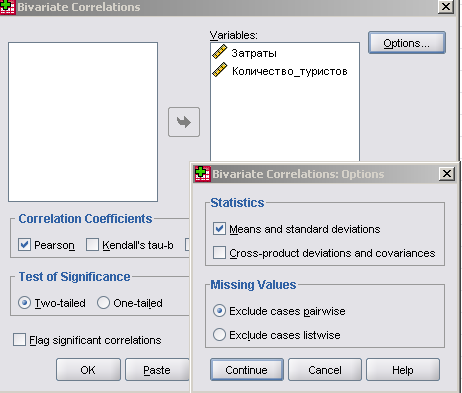 Bivariate Correlations
Variables:
Затраты
Количество_туристов
Options...
Correlation Coefficients
Pearson Kendall's tau-b
Test of Significance
Two-tailed One-tailed
Flag significant correlations
OK Paste
Bivariate Correlations: Options
Statistics
Means and standard deviations
Cross-product deviations and covariances
Missing Values
Exclude cases pairwise
Exclude cases listwise
Continue Cancel Help